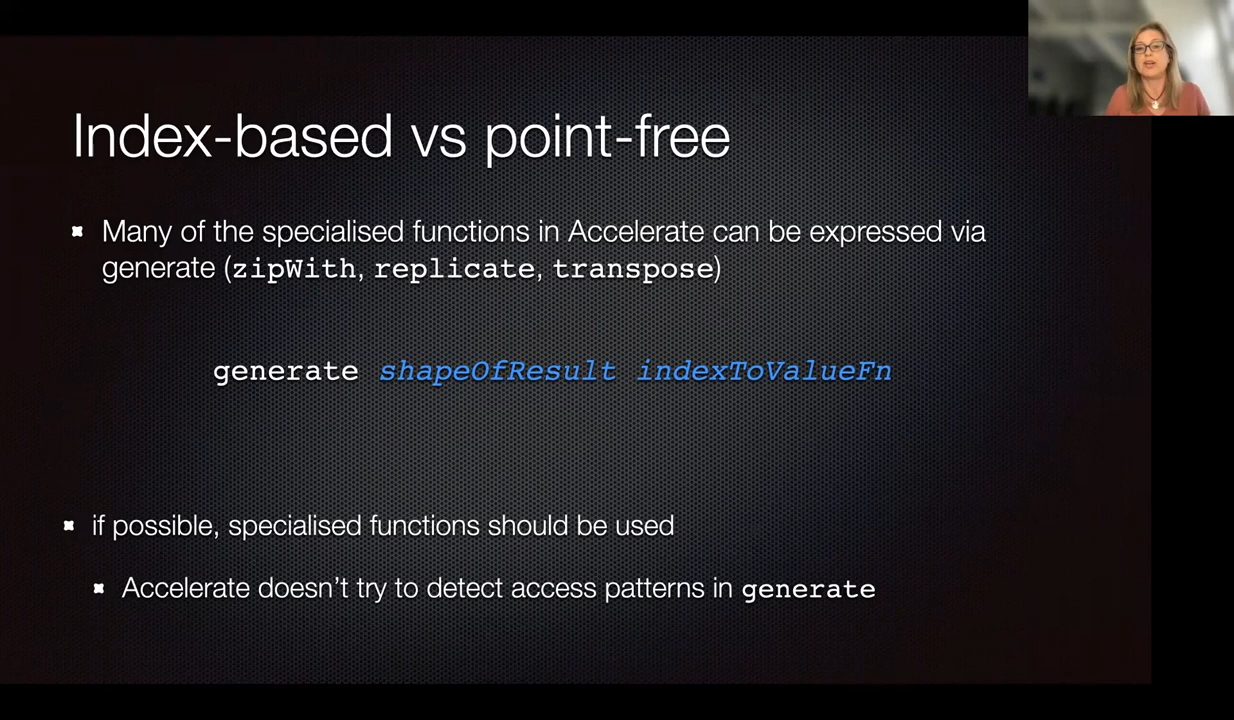 Index-based vs point-free
Many of the specialised functions in Accelerate can be expressed via
generate (zipWith, replicate, transpose)
generate shapeOfResult indexToValueFn
if possible, specialised functions should be used
Accelerate doesn't try to detect access patterns in generate